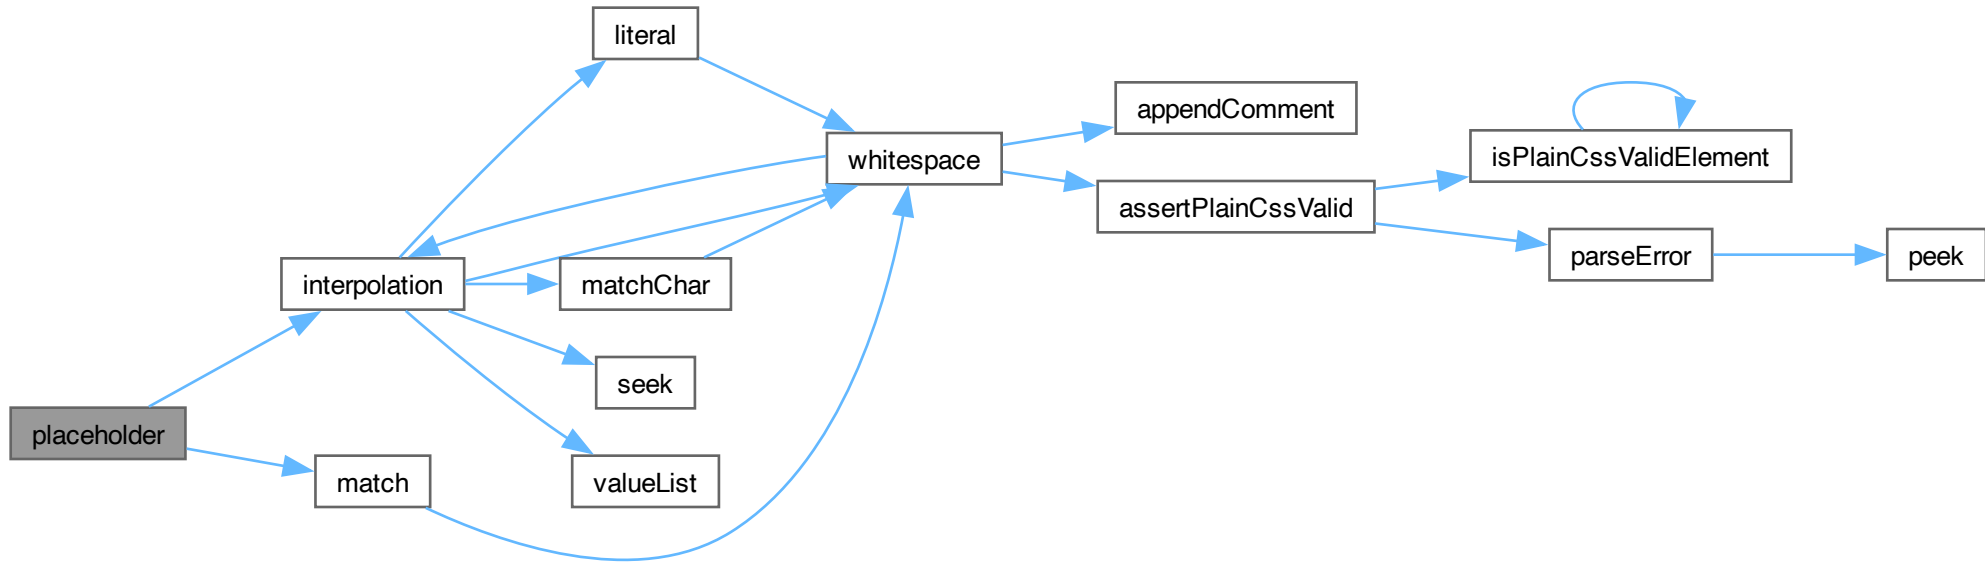 literal
appendComment
isPlainCssValidElement
whitespace
assertPlainCssValid
parseError
peek
interpolation
matchChar
seek
placeholder
match
valueList